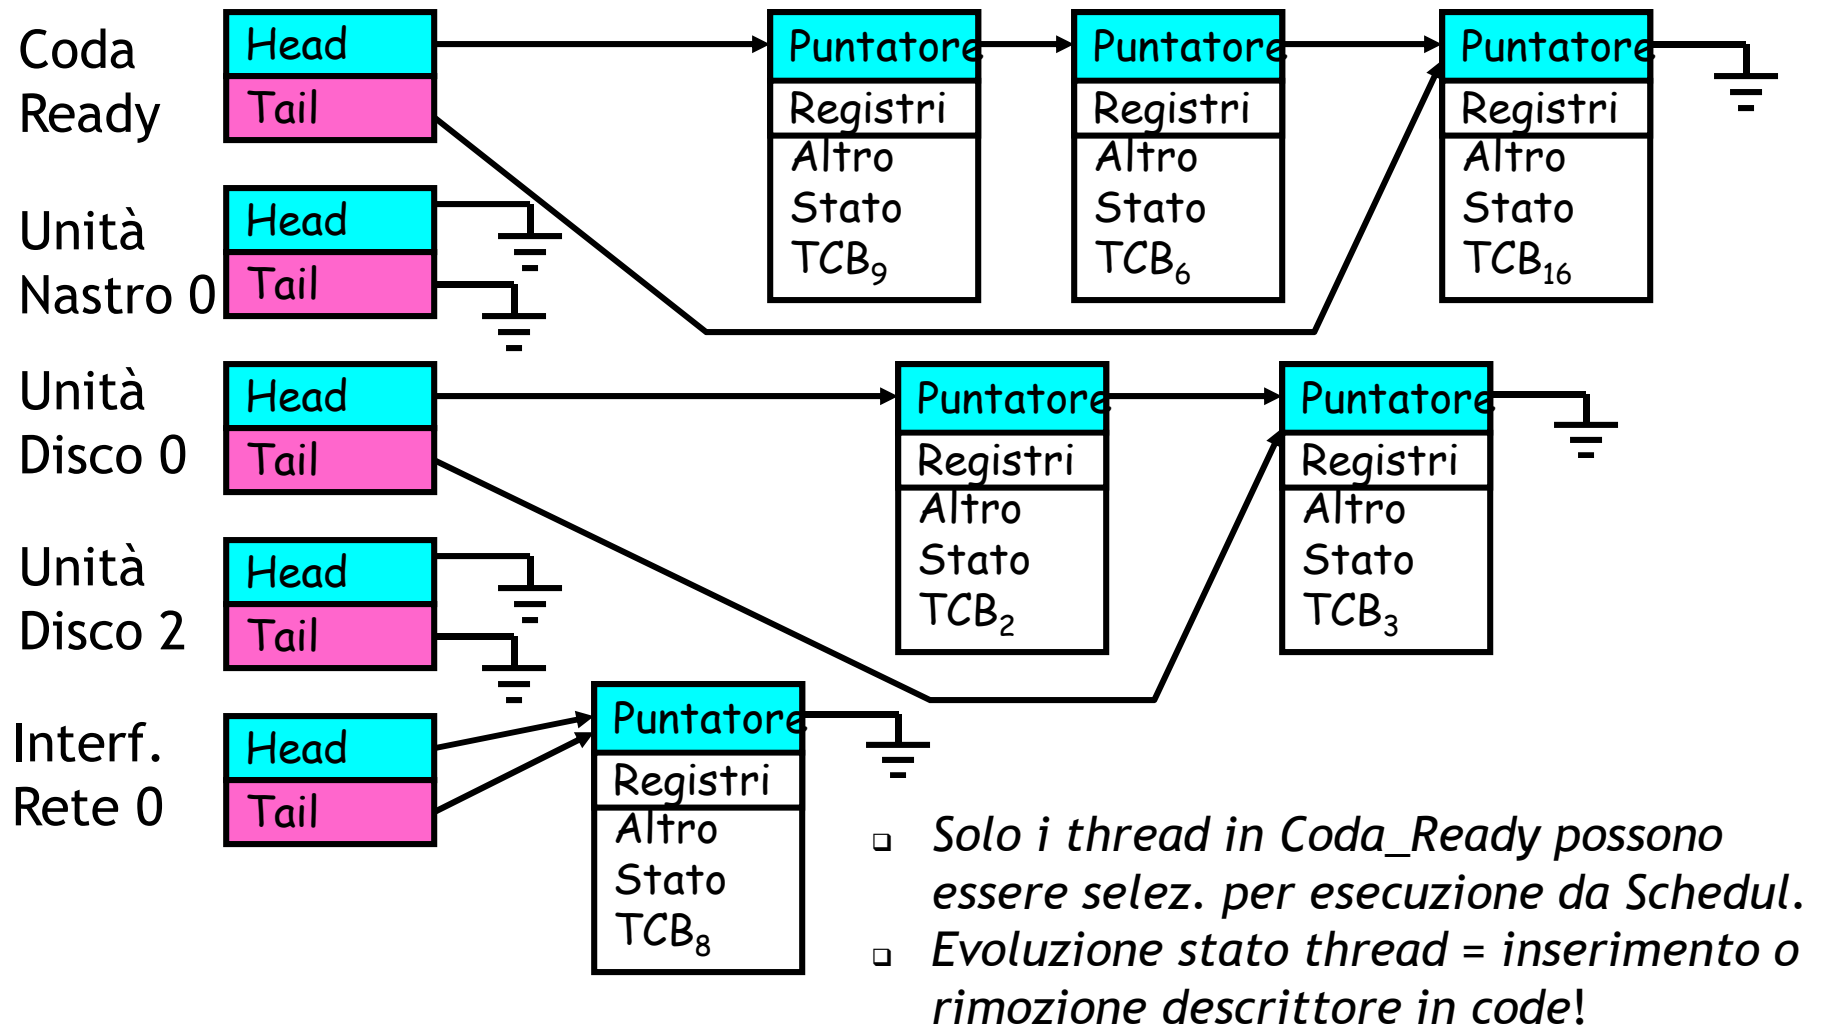 Coda
Ready
Head
Tail
Puntatore
Registri
Altro
Stato
TCB9
Puntatore
Registri
Altro
Stato
TCB6
Puntatore
Registri
Altro
Stato
TCB16
Unità
Nastro 0
Head
Tail
Unità
Disco 0
Head
Tail
Puntatore
Registri
Altro
Stato
TCB2
Puntatore
Registri
Altro
Stato
TCB3
Unità
Disco 2
Head
Tail
Interf.
Rete 0
Head
Tail
Puntatore
Registri
Altro
Stato
TCB8
Solo i thread in Coda_Ready possono
essere selez. per esecuzione da Schedul.
Evoluzione stato thread = inserimento o
rimozione descrittore in code!